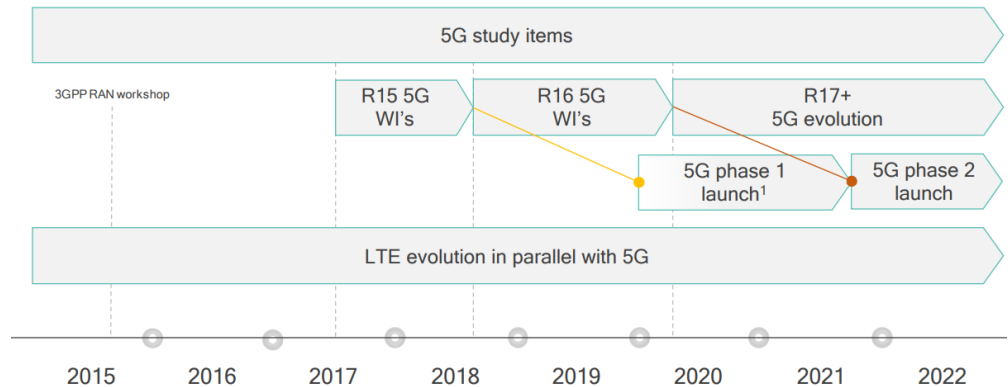 5G study items
3GPP RAN workshop
R15 5G
WI's
R16 5G
WI's
R17+
5G evolution
5G phase 1
launch¹
5G phase 2
launch
LTE evolution in parallel with 5G
2015 2016 2017 2018 2019 2020 2021 2022